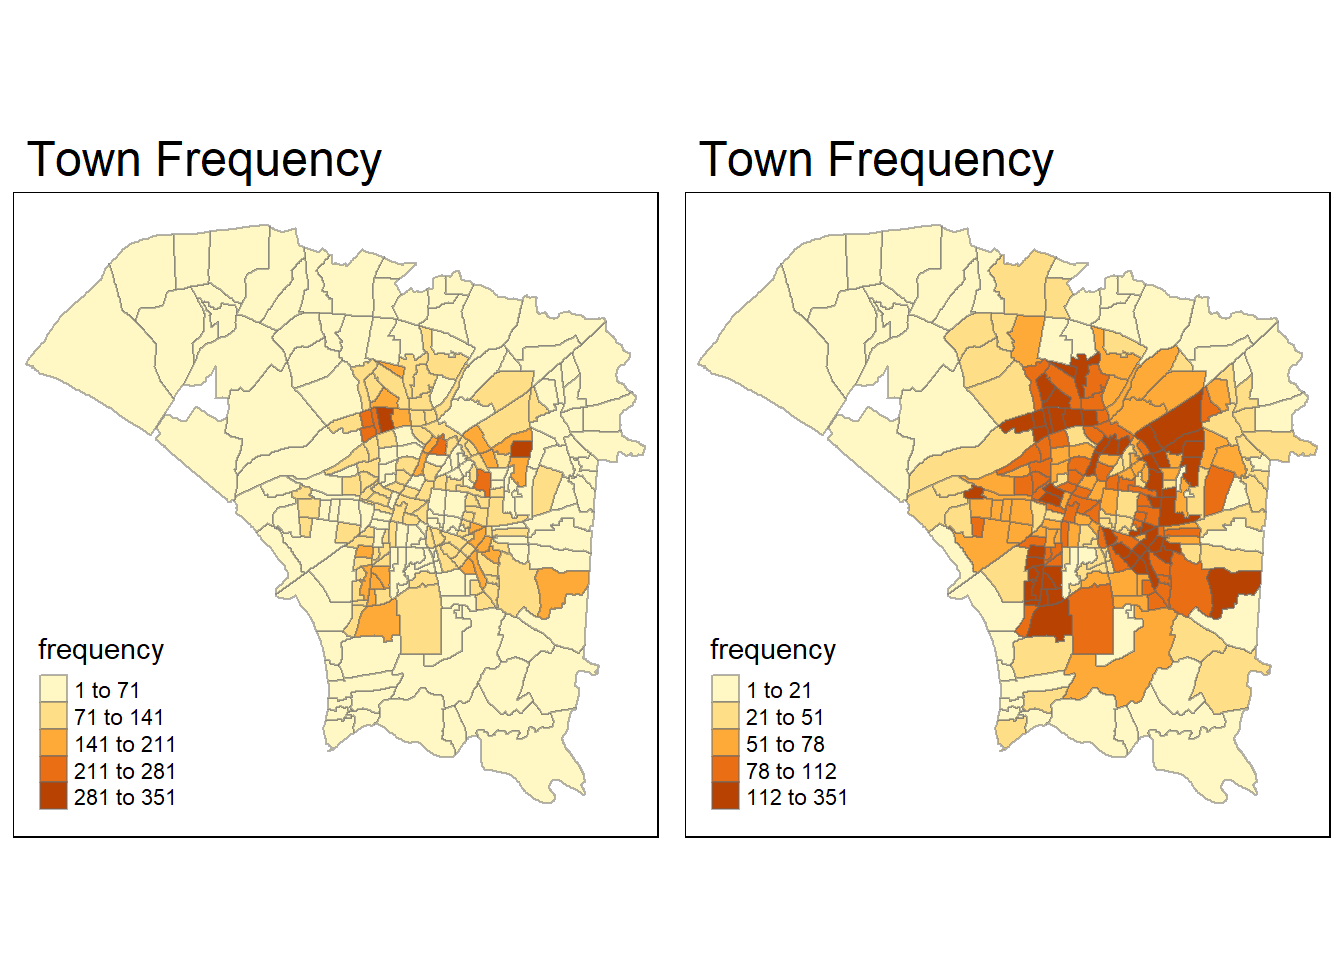 Town Frequency
frequency
1 to 71
71 to 141
141 to 211
211 to 281
281 to 351
Town Frequency
frequency
1 to 21
21 to 51
51 to 78
78 to 112
112 to 351